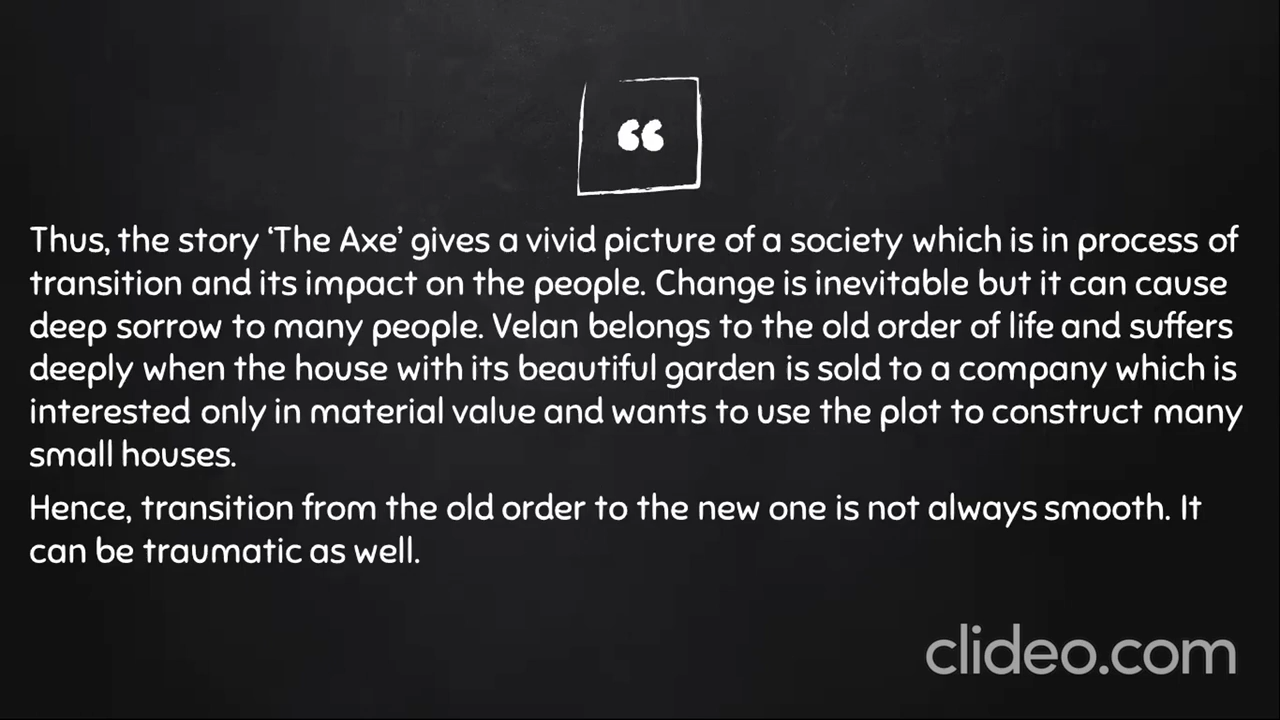 “
Thus, the story ‘The Axe’ gives a vivid picture of a society which is in process of
transition and its impact on the people. Change is inevitable but it can cause
deep sorrow to many people. Velan belongs to the old order of life and suffers
deeply when the house with its beautiful garden is sold to a company which is
interested only in material value and wants to use the plot to construct many
small houses.
Hence, transition from the old order to the new one is not always smooth. It
can be traumatic as well.
clideo.com